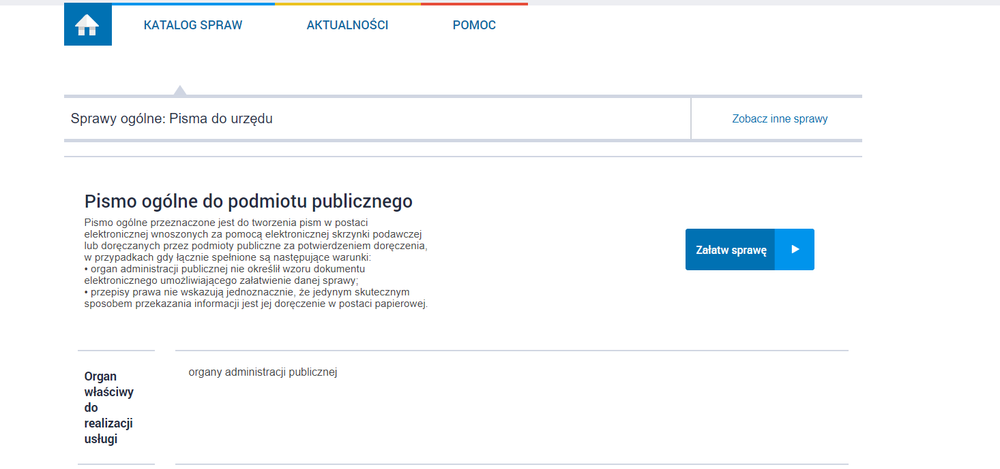 KATALOG SPRAW
AKTUALNOŚCI
POMOC
Sprawy ogólne: Pisma do urzędu
Zobacz inne sprawy
Pismo ogólne do podmiotu publicznego
Pismo ogólne przeznaczone jest do tworzenia pism w postaci
elektronicznej wnoszonych za pomocą elektronicznej skrzynki podawczej
lub doręczanych przez podmioty publiczne za potwierdzeniem doręczenia,
w przypadkach gdy łącznie spełnione są następujące warunki:
• organ administracji publicznej nie określił wzoru dokumentu
elektronicznego umożliwiającego załatwienie danej sprawy;
• przepisy prawa nie wskazują jednoznacznie, że jedynym skutecznym
sposobem przekazania informacji jest jej doręczenie w postaci papierowej.
Załatw sprawę
Organ
właściwy
do
realizacji
usługi
organy administracji publicznej